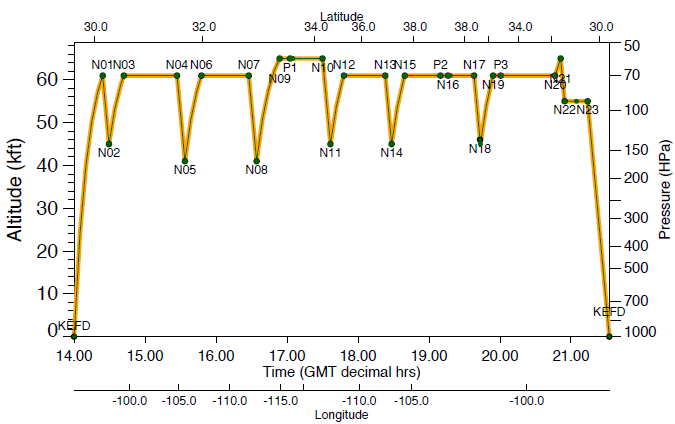 Latitude
30.0 32.0 34.0 36.0 38.0 38.0 34.0 30.0
N01 N03 N04 N06 N07 N09 P1 N10 N12 N13 N15 P2 N16 N17 N19 P3 N20 N21 N22 N23
N02 N05 N08 N11 N14 N18
KEFD KEFD
Altitude (kft)
60
50
40
30
20
10
0
Pressure (HPa)
50
70
100
150
200
300
400
500
700
1000
14.00 15.00 16.00 17.00 18.00 19.00 20.00 21.00
Time (GMT decimal hrs)
-100.0 -105.0 -110.0 -115.0 -110.0 -105.0 -100.0
Longitude